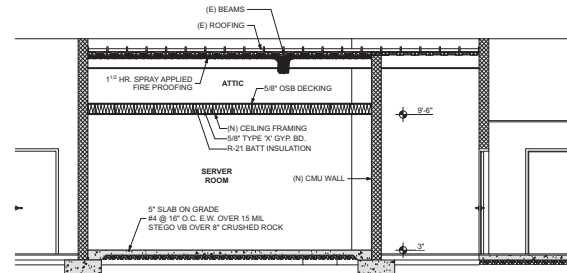 (E) BEAMS
(E) ROOFING
1 1/2 HR. SPRAY APPLIED
FIRE PROOFING
ATTIC
5/8" OSB DECKING
9'-6"
(N) CEILING FRAMING
5/8" TYPE 'X' GYP. BD.
R-21 BATT INSULATION
SERVER
ROOM
(N) CMU WALL
5" SLAB ON GRADE
#4 @ 16" O.C. E.W. OVER 15 MIL
STEGO VB OVER 8" CRUSHED ROCK
3"